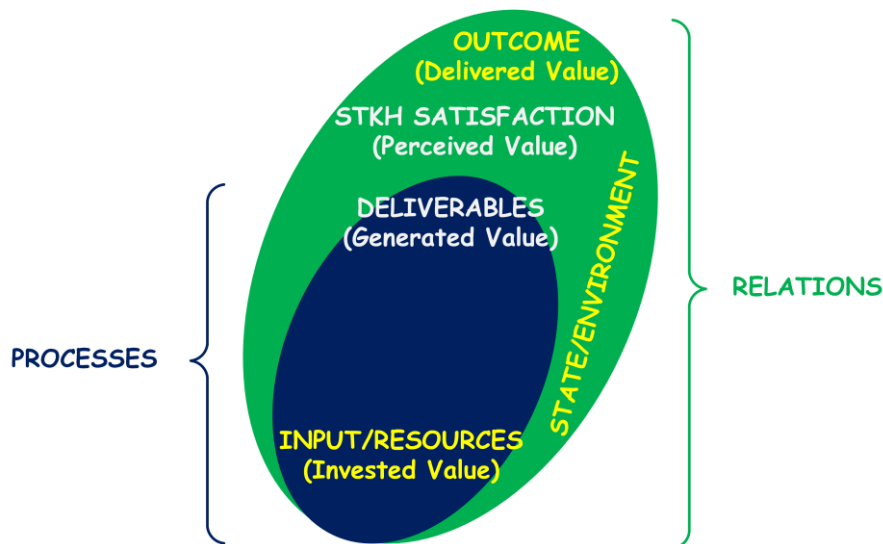 OUTCOME
(Delivered Value)
STKH SATISFACTION
(Perceived Value)
DELIVERABLES
(Generated Value)
STATE/ENVIRONMENT
RELATIONS
PROCESSES
INPUT/RESOURCES
(Invested Value)